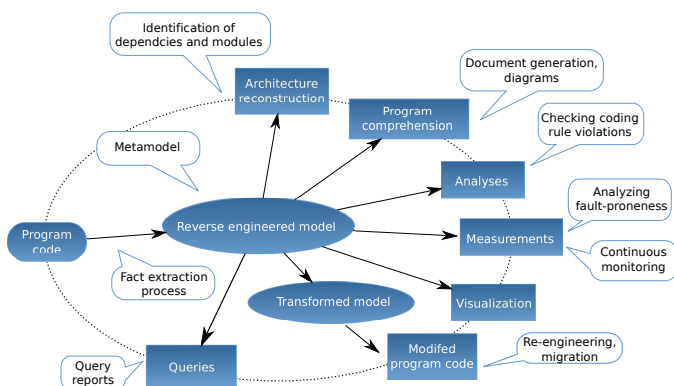 Identification of
dependcies and modules
Architecture
reconstruction
Document generation,
diagrams
Program
comprehension
Checking coding
rule violations
Metamodel
Analyses
Analyzing
fault-proneness
Reverse engineered model
Program
code
Measurements
Continuous
monitoring
Fact extraction
process
Transformed model
Visualization
Modifed
program code
Re-engineering,
migration
Query
reports
Queries